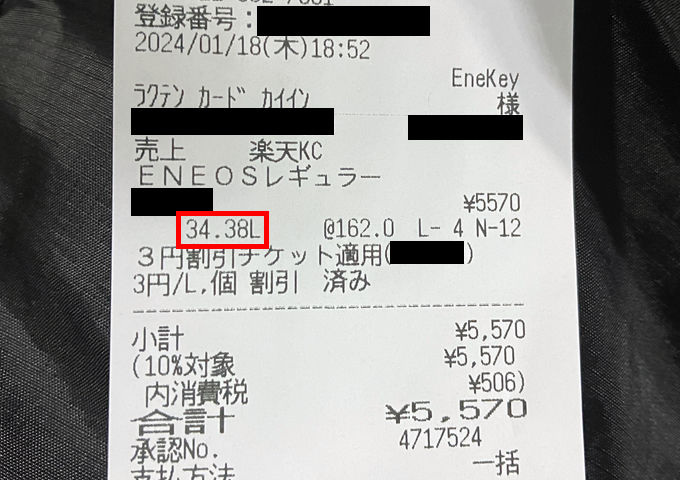 登録番号:
2024/01/18(木)18:52
EneKey
ﾗｸﾃﾝ ｶｰﾄﾞ ｶｲｲﾝ 様
売上 楽天KC
ＥＮＥＯＳレギュラー
¥5570
34.38L @162.0 L- 4 N-12
３円割引チケット適用( )
3円/L,個 割引 済み
小計 ¥5,570
(10%対象 ¥5,570
内消費税 ¥506)
合計 ¥5,570
承認No. 4717524
支払方法 一括